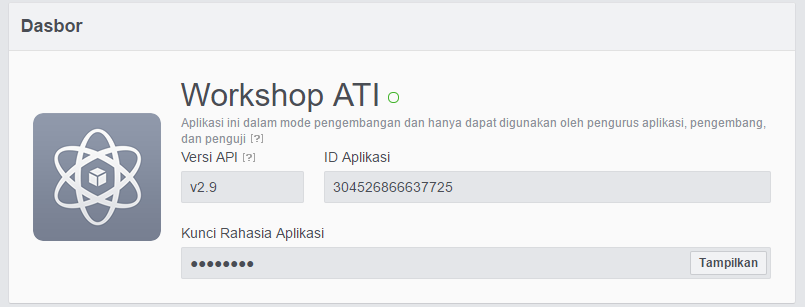 Dasbor
Workshop ATI
Aplikasi ini dalam mode pengembangan dan hanya dapat digunakan oleh pengurus aplikasi, pengembang,
dan penguji [?]
Versi API [?] ID Aplikasi
v2.9 304526866637725
Kunci Rahasia Aplikasi
●●●●●●●● Tampilkan